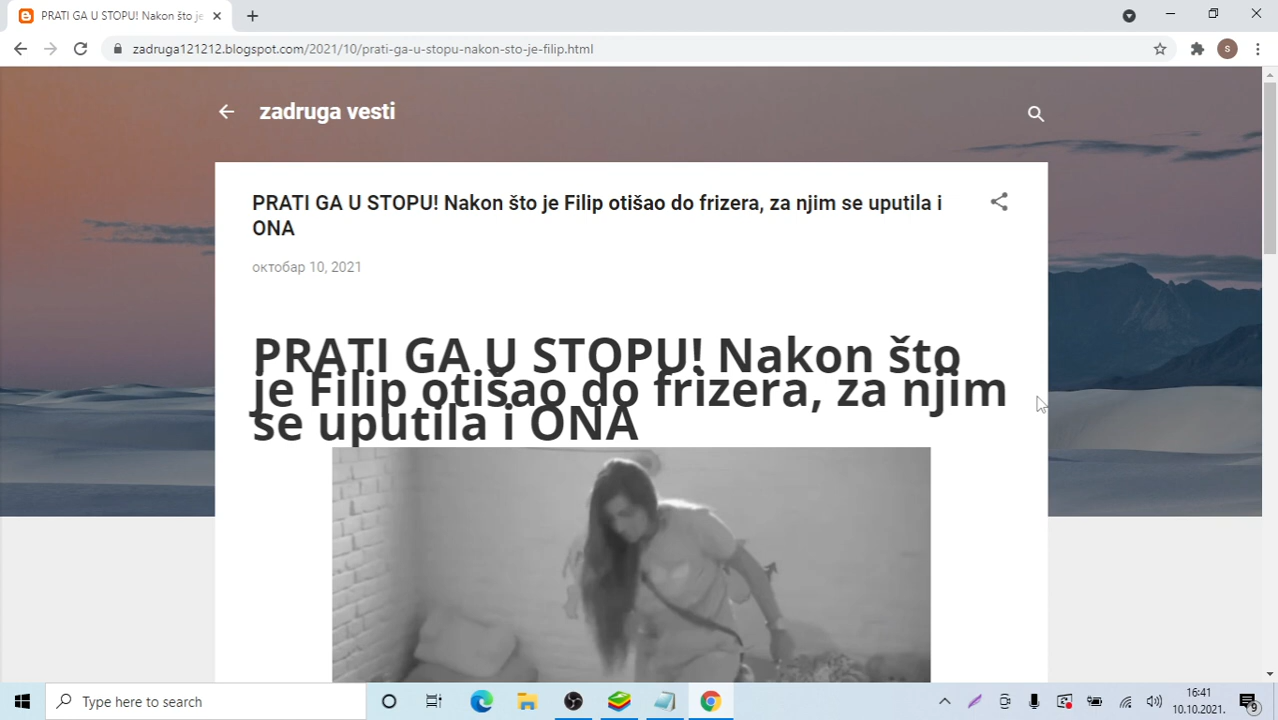 PRATI GA U STOPU! Nakon što je
zadruga121212.blogspot.com/2021/10/prati-ga-u-stopu-nakon-sto-je-filip.html
S
zadruga vesti
PRATI GA U STOPU! Nakon što je Filip otišao do frizera, za njim se uputila i
ONA
октобар 10, 2021
PRATI GA U STOPU! Nakon što
je Filip otišao do frizera, za njim
se uputila i ONA
Type here to search
16:41
10.10.2021.
9